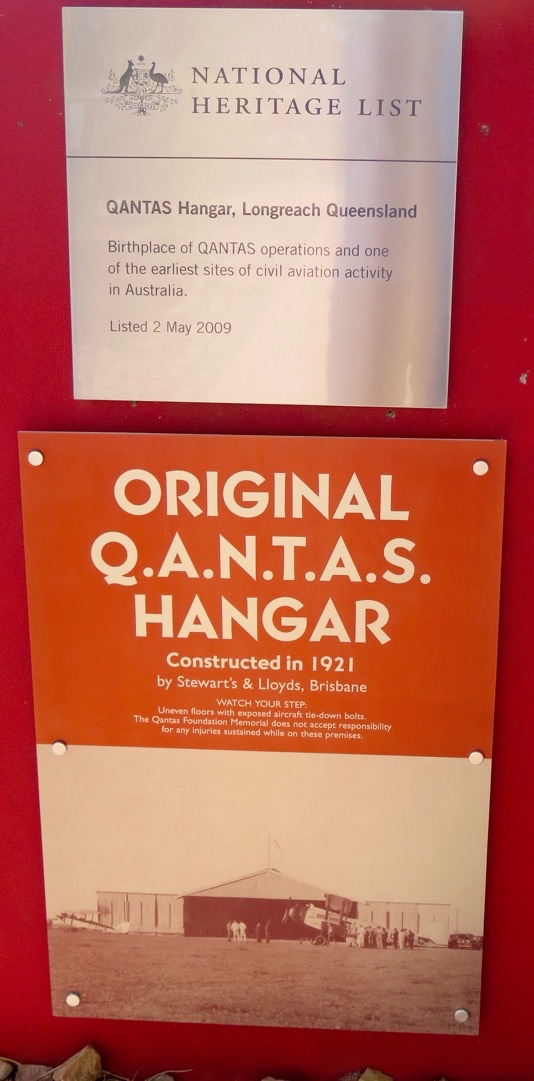 NATIONAL
HERITAGE LIST
QANTAS Hangar, Longreach Queensland
Birthplace of QANTAS operations and one
of the earliest sites of civil aviation activity
in Australia.
Listed 2 May 2009
ORIGINAL
Q.A.N.T.A.S.
HANGAR
Constructed in 1921
by Stewart's & Lloyds, Brisbane
WATCH YOUR STEP:
Uneven floors with exposed aircraft tie-down bolts.
The Qantas Foundation Memorial does not accept responsibility
for any injuries sustained while on these premises.